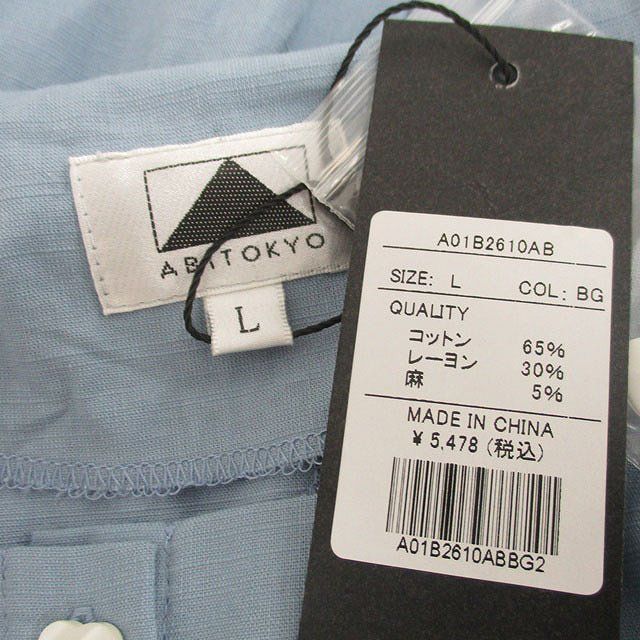 ABITOKYO
L
A01B2610AB
SIZE: L COL: BG
QUALITY
コットン 65%
レーヨン 30%
麻 5%
MADE IN CHINA
¥5,478 (税込)
A01B2610ABBG2